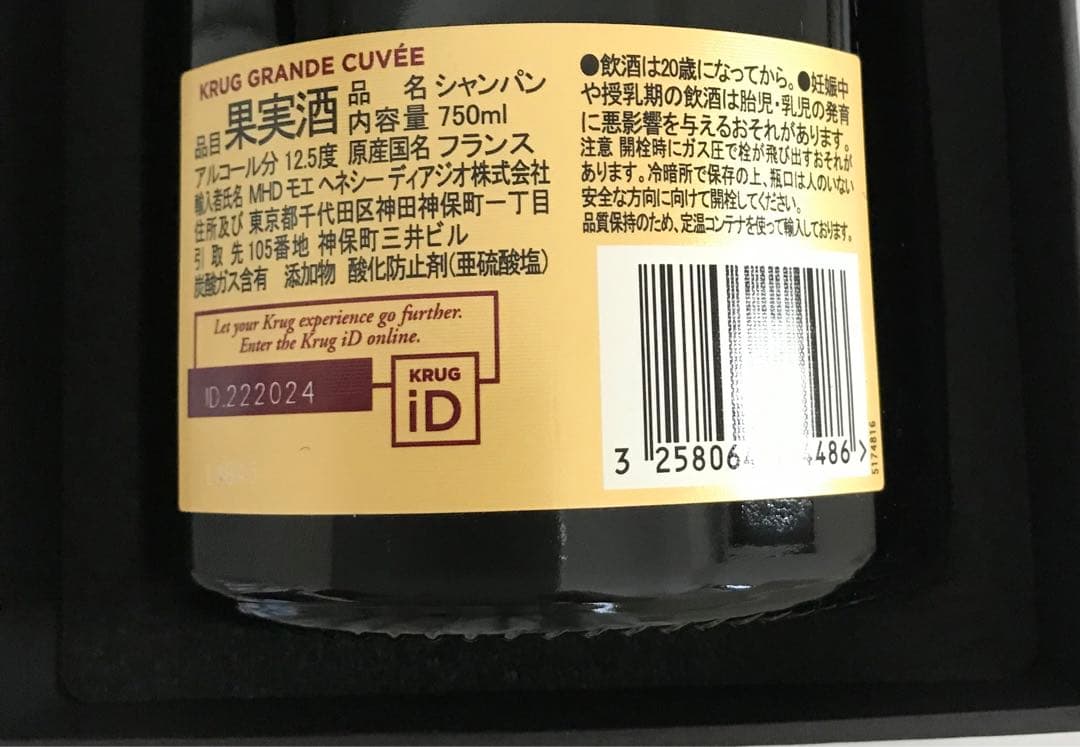 KRUG GRANDE CUVÉE
品目 果実酒 品 名 シャンパン
内容量 750ml
アルコール分 12.5度 原産国名 フランス
輸入者氏名 MHD モエ ヘネシー ディアジオ株式会社
住所及び 東京都千代田区神田神保町一丁目
引 取 先 105番地 神保町三井ビル
炭酸ガス含有 添加物 酸化防止剤(亜硫酸塩)
Let your Krug experience go further.
Enter the Krug iD online.
ID.222024
KRUG
iD
●飲酒は20歳になってから。●妊娠中
や授乳期の飲酒は胎児・乳児の発育
に悪影響を与えるおそれがあります。
注意 開栓時にガス圧で栓が飛び出すおそれが
あります。冷暗所で保存の上、瓶口は人のいない
安全な方向に向けて開栓してください。
品質保持のため、定温コンテナを使って輸入しております。
3 258064 486 >
5174816